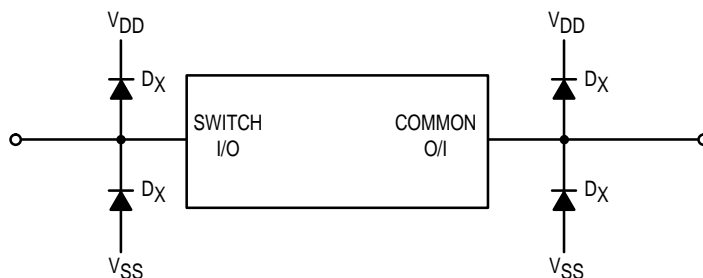 VDD VDD
DX DX
SWITCH COMMON
I/O O/I
DX DX
VSS VSS